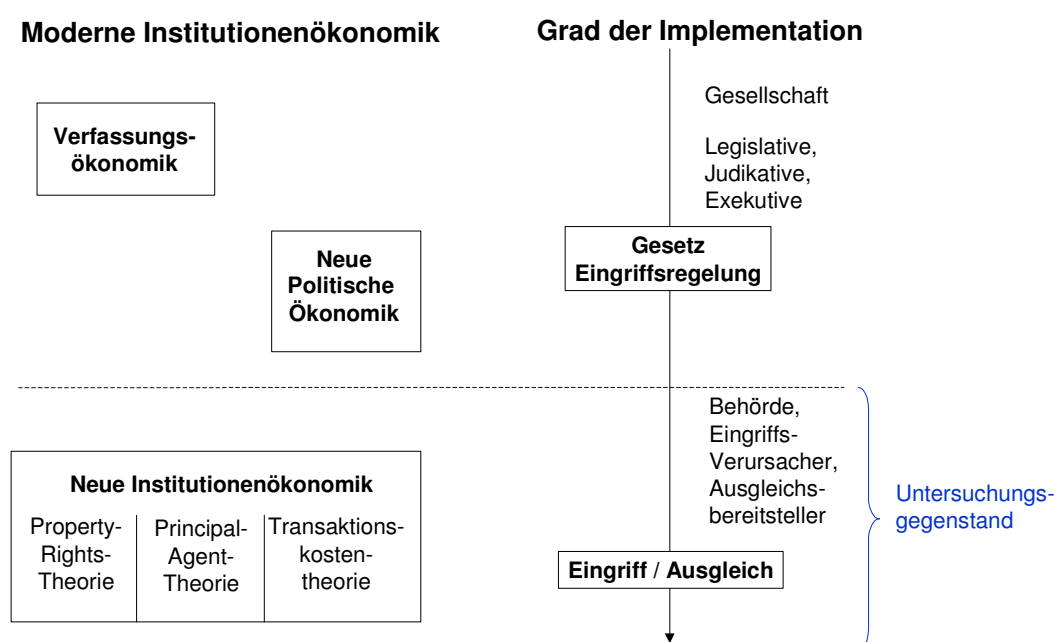 Moderne Institutionenökonomik
Grad der Implementation
Verfassungs-
ökonomik
Neue
Politische
Ökonomik
Gesellschaft
Legislative,
Judikative,
Exekutive
Gesetz
Eingriffsregelung
Neue Institutionenökonomik
Property-
Rights-
Theorie
Principal-
Agent-
Theorie
Transaktions-
kosten-
theorie
Behörde,
Eingriffs-
Verursacher,
Ausgleichs-
bereitsteller
Eingriff / Ausgleich
Untersuchungs-
gegenstand